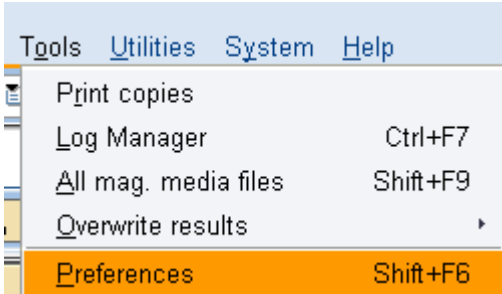 Tools Utilities System Help
Print copies
Log Manager Ctrl+F7
All mag. media files Shift+F9
Overwrite results
Preferences Shift+F6